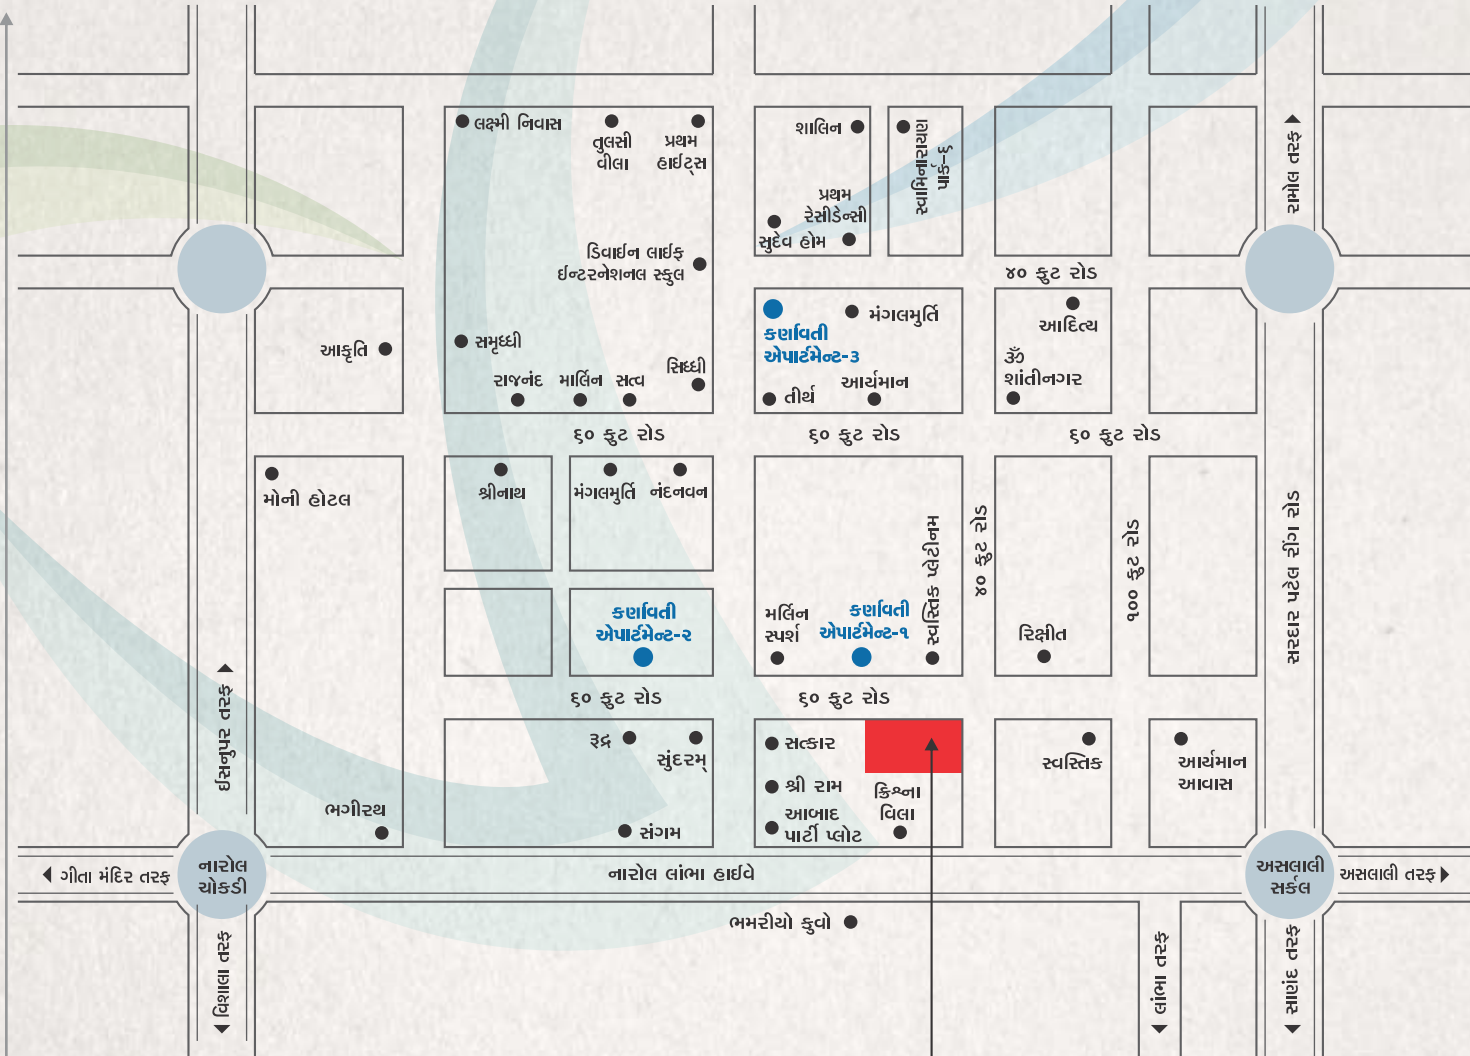 લક્ષ્મી નિવાસ
તુલસી
વીલા
પ્રથમ
હાઈટ્સ
શાલિન
સ્વામિનારાયણ
પાર્ક-૬
પ્રથમ
રેસીડેન્સી
સુદેવ હોમ
રામોલ તરફ
ડિવાઈન લાઈફ
ઈન્ટરનેશનલ સ્કુલ
૪૦ ફુટ રોડ
આકૃતિ
સમૃધ્ધી
રાજનંદ
માર્લિન
સત્વ
સિધ્ધી
કર્ણાવતી
એપાર્ટમેન્ટ-૩
મંગલમુર્તિ
તીર્થ
આર્યમાન
આદિત્ય
ૐ
શાંતીનગર
૬૦ ફુટ રોડ
૬૦ ફુટ રોડ
૬૦ ફુટ રોડ
મોની હોટલ
શ્રીનાથ
મંગલમુર્તિ
નંદનવન
સ્વસ્તિક પ્લેટીનમ
૪૦ ફુટ રોડ
૧૦૦ ફુટ રોડ
સરદાર પટેલ રીંગ રોડ
કર્ણાવતી
એપાર્ટમેન્ટ-૨
મર્લિન
સ્પર્શ
કર્ણાવતી
એપાર્ટમેન્ટ-૧
રિક્ષીત
૬૦ ફુટ રોડ
૬૦ ફુટ રોડ
ઈસનુપર તરફ
રૂદ્ર
સુંદરમ્
સત્કાર
શ્રી રામ
આબાદ
પાર્ટી પ્લોટ
ક્રિશ્ના
વિલા
સ્વસ્તિક
આર્યમાન
આવાસ
ભગીરથ
સંગમ
ગીતા મંદિર તરફ
નારોલ
ચોકડી
નારોલ લાંભા હાઈવે
અસલાલી
સર્કલ
અસલાલી તરફ
ભમરીયો કુવો
વિશાલા તરફ
લાંભા તરફ
સાણંદ તરફ